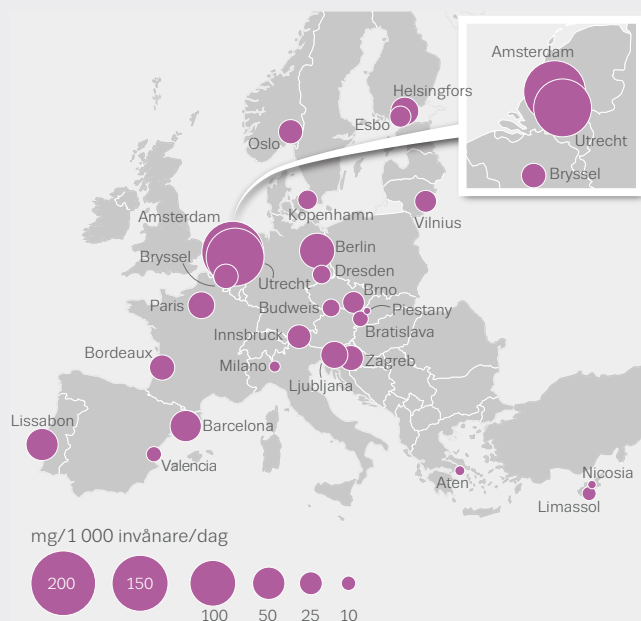 Amsterdam
Utrecht
Bryssel
Helsingfors
Esbo
Oslo
Köpenhamn
Vilnius
Amsterdam
Bryssel
Utrecht
Berlin
Dresden
Paris
Budweis
Brno
Piestany
Bratislava
Innsbruck
Bordeaux
Milano
Ljubljana
Zagreb
Lissabon
Barcelona
Valencia
Aten
Nicosia
Limassol
mg/1 000 invånare/dag
200
150
100
50
25
10